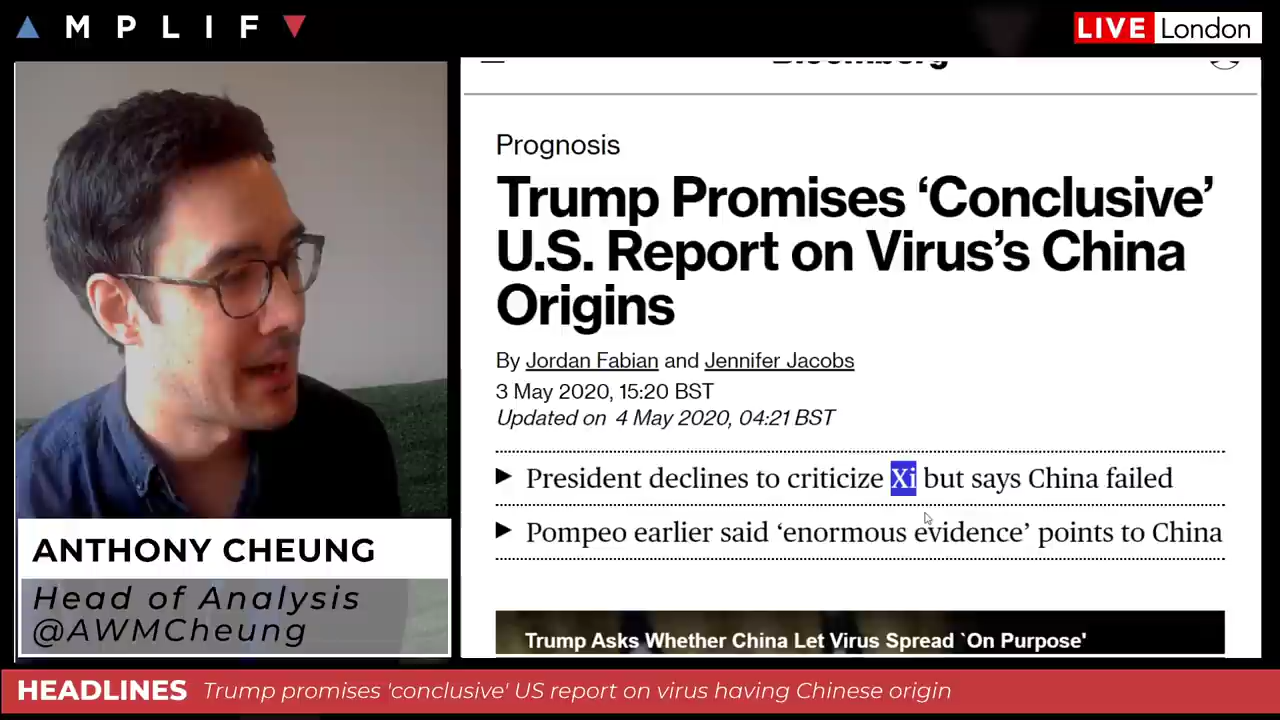 AMPLIFY
LIVE London
Bloomberg
Prognosis
Trump Promises ‘Conclusive’
U.S. Report on Virus’s China
Origins
By Jordan Fabian and Jennifer Jacobs
3 May 2020, 15:20 BST
Updated on 4 May 2020, 04:21 BST
President declines to criticize Xi but says China failed
Pompeo earlier said ‘enormous evidence’ points to China
Trump Asks Whether China Let Virus Spread `On Purpose'
ANTHONY CHEUNG
Head of Analysis
@AWMCheung
HEADLINES Trump promises 'conclusive' US report on virus having Chinese origin